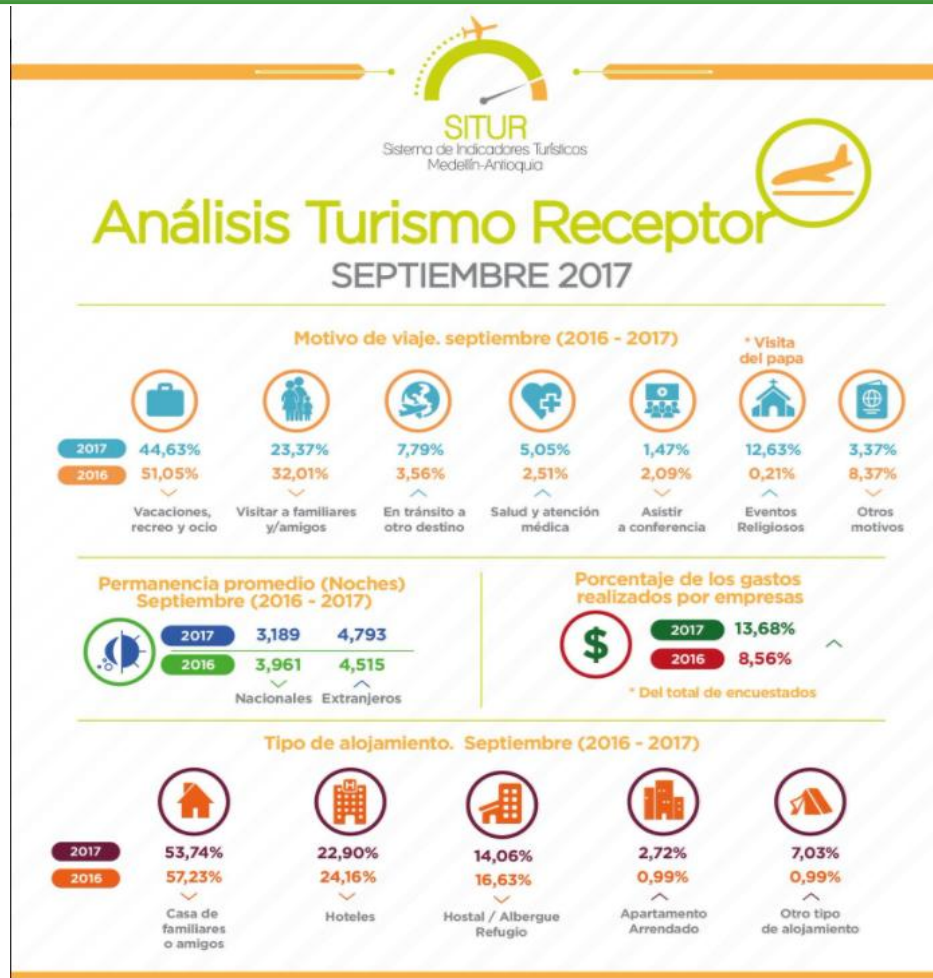 SITUR
Sistema de Indicadores Turísticos
Medellín-Antioquia
Análisis Turismo Receptor
SEPTIEMBRE 2017
Motivo de viaje. septiembre (2016 - 2017)
* Visita
del papa
2017 44,63% 23,37% 7,79% 5,05% 1,47% 12,63% 3,37%
2016 51,05% 32,01% 3,56% 2,51% 2,09% 0,21% 8,37%
Vacaciones, Visitar a familiares En tránsito a Salud y atención Asistir Eventos Otros
recreo y ocio y/amigos otro destino médica a conferencia Religiosos motivos
Permanencia promedio (Noches)
Septiembre (2016 - 2017)
2017 3,189 4,793
2016 3,961 4,515
Nacionales Extranjeros
Porcentaje de los gastos
realizados por empresas
$
2017 13,68%
2016 8,56%
* Del total de encuestados
Tipo de alojamiento. Septiembre (2016 - 2017)
H
2017 53,74% 22,90% 14,06% 2,72% 7,03%
2016 57,23% 24,16% 16,63% 0,99% 0,99%
Casa de Hoteles Hostal / Albergue Apartamento Otro tipo
familiares Refugio Arrendado de alojamiento
o amigos